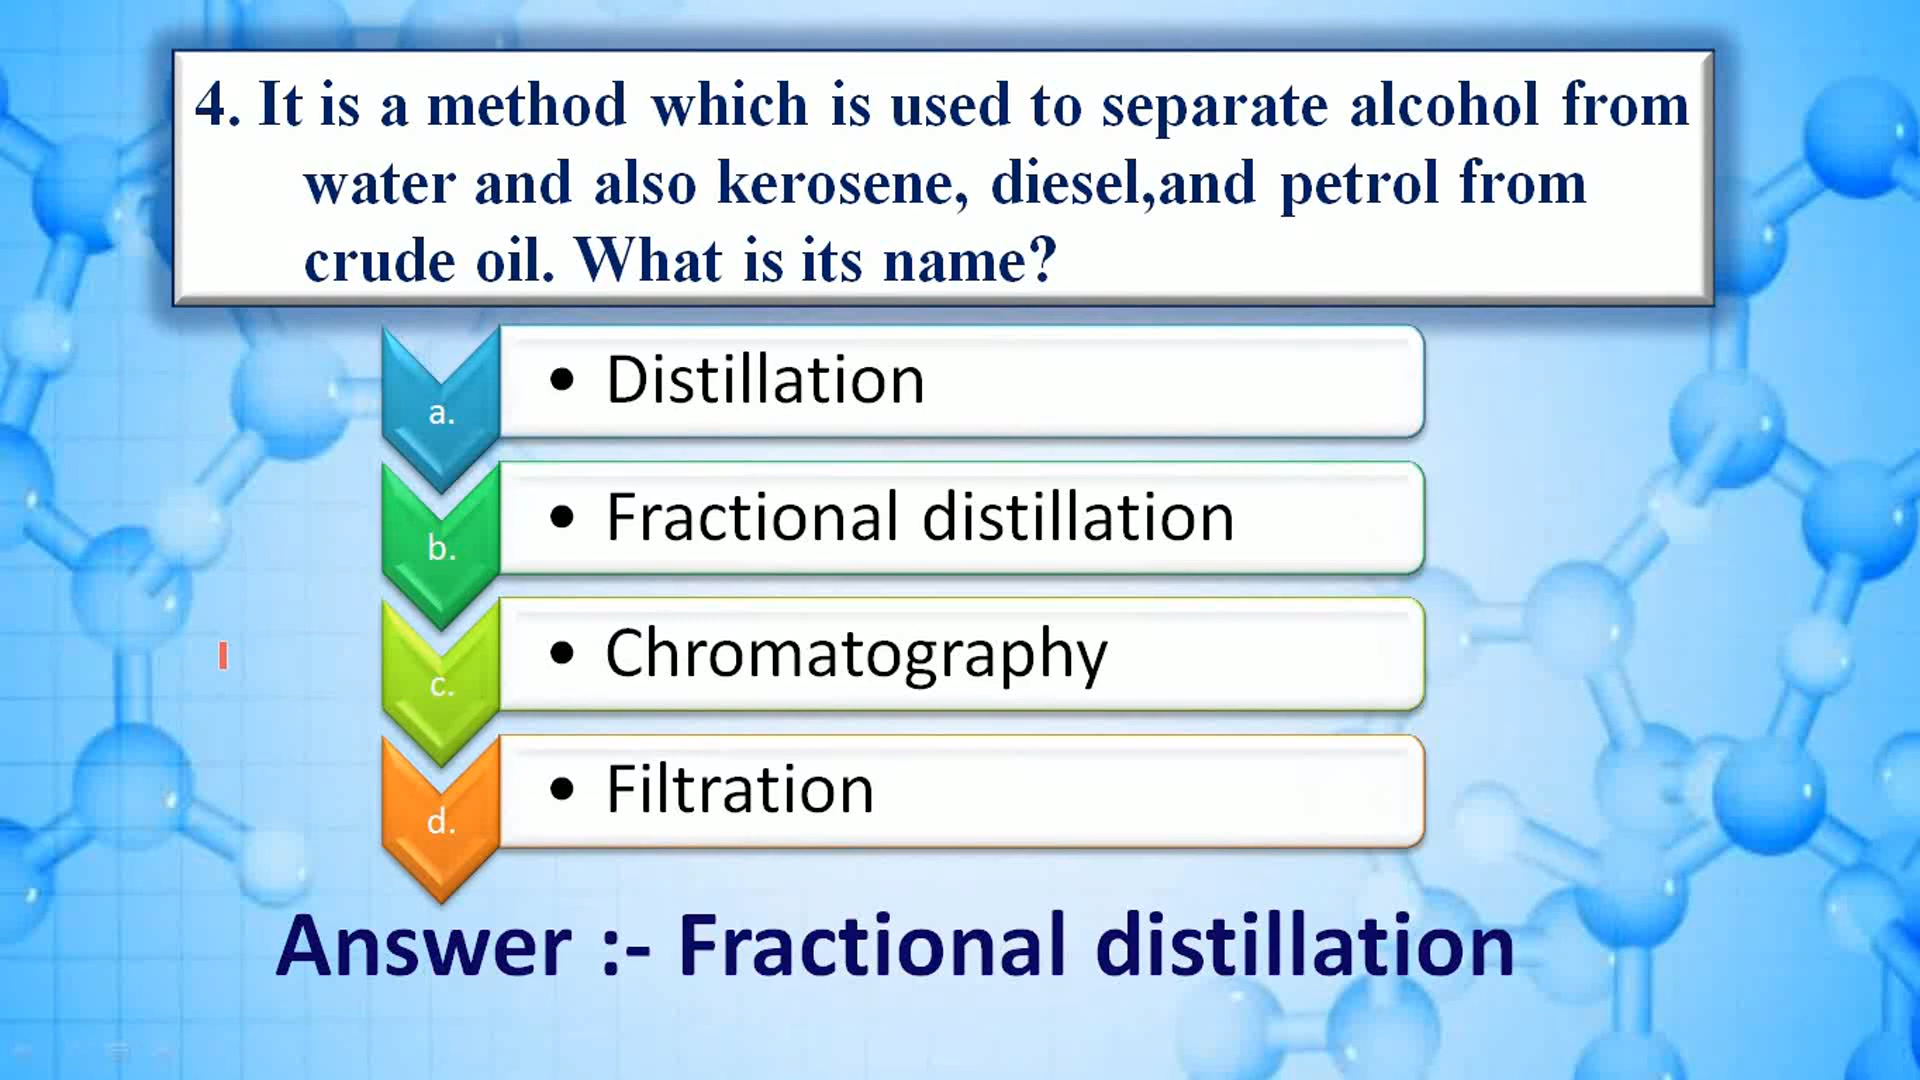 4. It is a method which is used to separate alcohol from
water and also kerosene, diesel,and petrol from
crude oil. What is its name?
a. • Distillation
b. • Fractional distillation
c. • Chromatography
d. • Filtration
Answer :- Fractional distillation